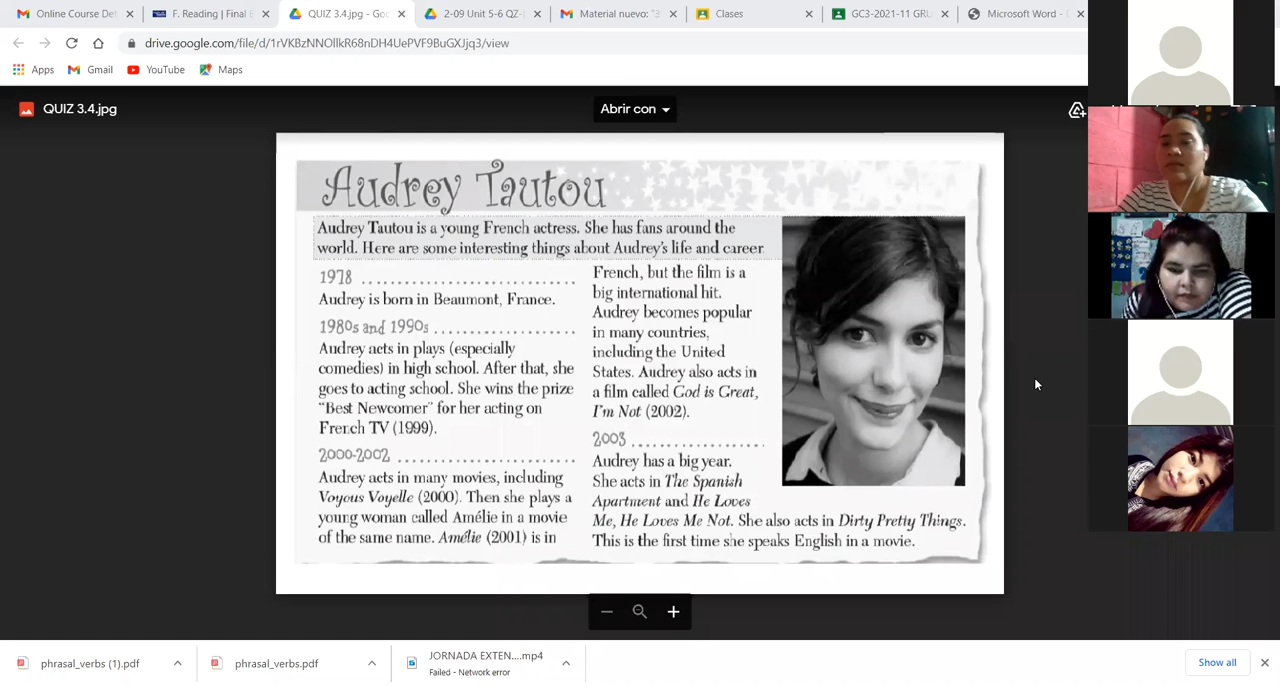 Online Course Det
F. Reading | Final E
QUIZ 3.4.jpg - Goo
2-09 Unit 5-6 QZ-
Material nuevo: "3
Clases
GC3-2021-11 GRU
Microsoft Word -
drive.google.com/file/d/1rVKBzNNOllkR68nDH4UePVF9BuGXJjq3/view
Apps
Gmail
YouTube
Maps
QUIZ 3.4.jpg
Abrir con
Audrey Tautou
Audrey Tautou is a young French actress. She has fans around the
world. Here are some interesting things about Audrey's life and career.
1978
Audrey is born in Beaumont, France.
1980s and 1990s
Audrey acts in plays (especially
comedies) in high school. After that, she
goes to acting school. She wins the prize
"Best Newcomer" for her acting on
French TV (1999).
2000-2002
Audrey acts in many movies, including
Voyous Voyelle (2000). Then she plays a
young woman called Amélie in a movie
of the same name. Amélie (2001) is in
French, but the film is a
big international hit.
Audrey becomes popular
in many countries,
including the United
States. Audrey also acts in
a film called God is Great,
I'm Not (2002).
2003
Audrey has a big year.
She acts in The Spanish
Apartment and He Loves
Me, He Loves Me Not. She also acts in Dirty Pretty Things.
This is the first time she speaks English in a movie.
phrasal_verbs (1).pdf
phrasal_verbs.pdf
JORNADA EXTEN....mp4
Failed - Network error
Show all